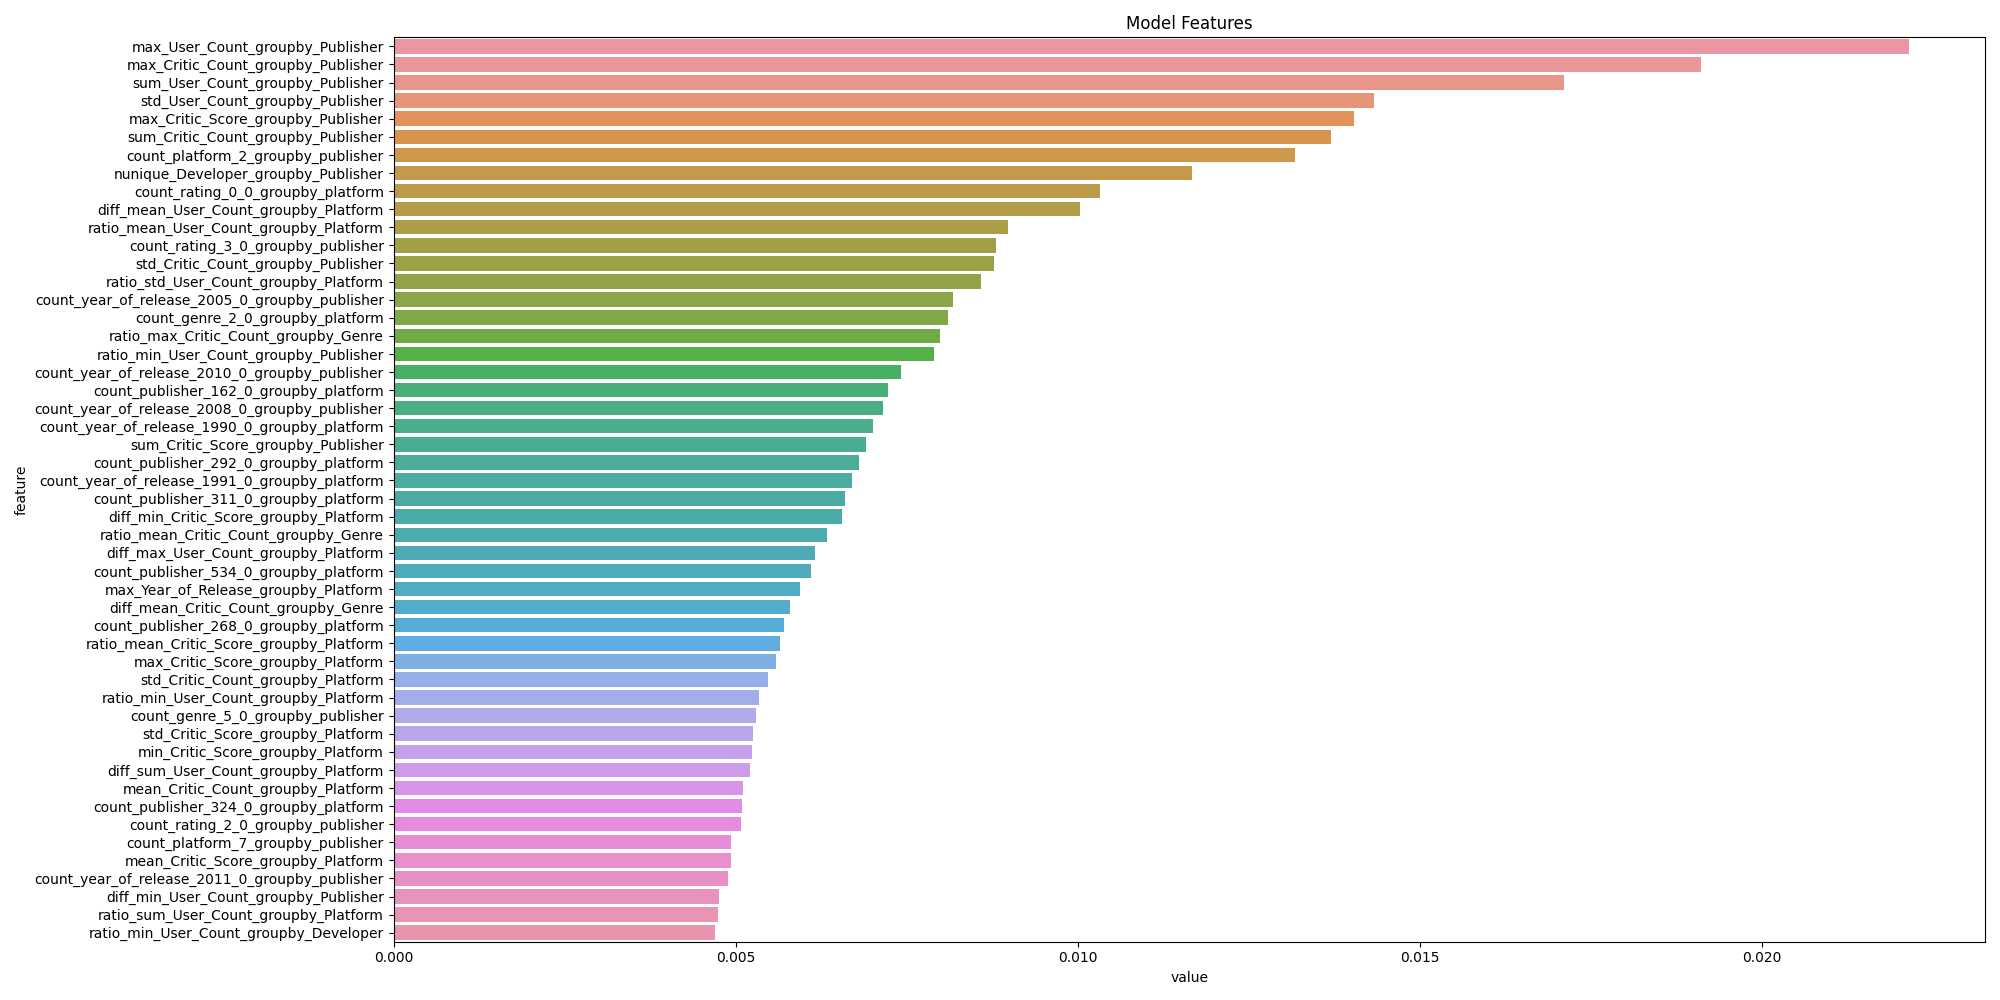 Model Features
max_User_Count_groupby_Publisher
max_Critic_Count_groupby_Publisher
sum_User_Count_groupby_Publisher
std_User_Count_groupby_Publisher
max_Critic_Score_groupby_Publisher
sum_Critic_Count_groupby_Publisher
count_platform_2_groupby_publisher
nunique_Developer_groupby_Publisher
count_rating_0_0_groupby_platform
diff_mean_User_Count_groupby_Platform
ratio_mean_User_Count_groupby_Platform
count_rating_3_0_groupby_publisher
std_Critic_Count_groupby_Publisher
ratio_std_User_Count_groupby_Platform
count_year_of_release_2005_0_groupby_publisher
count_genre_2_0_groupby_platform
ratio_max_Critic_Count_groupby_Genre
ratio_min_User_Count_groupby_Publisher
count_year_of_release_2010_0_groupby_publisher
count_publisher_162_0_groupby_platform
count_year_of_release_2008_0_groupby_publisher
count_year_of_release_1990_0_groupby_platform
sum_Critic_Score_groupby_Publisher
count_publisher_292_0_groupby_platform
count_year_of_release_1991_0_groupby_platform
count_publisher_311_0_groupby_platform
diff_min_Critic_Score_groupby_Platform
ratio_mean_Critic_Count_groupby_Genre
diff_max_User_Count_groupby_Platform
count_publisher_534_0_groupby_platform
max_Year_of_Release_groupby_Platform
diff_mean_Critic_Count_groupby_Genre
count_publisher_268_0_groupby_platform
ratio_mean_Critic_Score_groupby_Platform
max_Critic_Score_groupby_Platform
std_Critic_Count_groupby_Platform
ratio_min_User_Count_groupby_Platform
count_genre_5_0_groupby_publisher
std_Critic_Score_groupby_Platform
min_Critic_Score_groupby_Platform
diff_sum_User_Count_groupby_Platform
mean_Critic_Count_groupby_Platform
count_publisher_324_0_groupby_platform
count_rating_2_0_groupby_publisher
count_platform_7_groupby_publisher
mean_Critic_Score_groupby_Platform
count_year_of_release_2011_0_groupby_publisher
diff_min_User_Count_groupby_Publisher
ratio_sum_User_Count_groupby_Platform
ratio_min_User_Count_groupby_Developer
feature
0.000 0.005 0.010 0.015 0.020
value